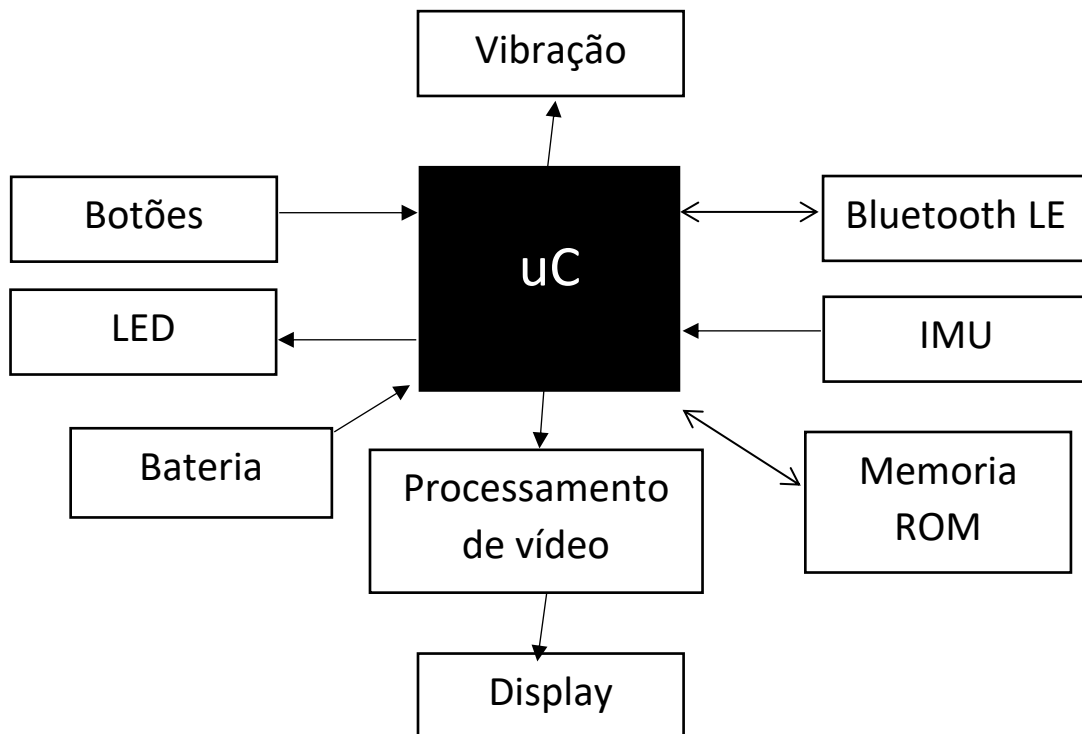 Vibração
Botões
Bluetooth LE
uC
LED
IMU
Bateria
Processamento
de vídeo
Memoria
ROM
Display